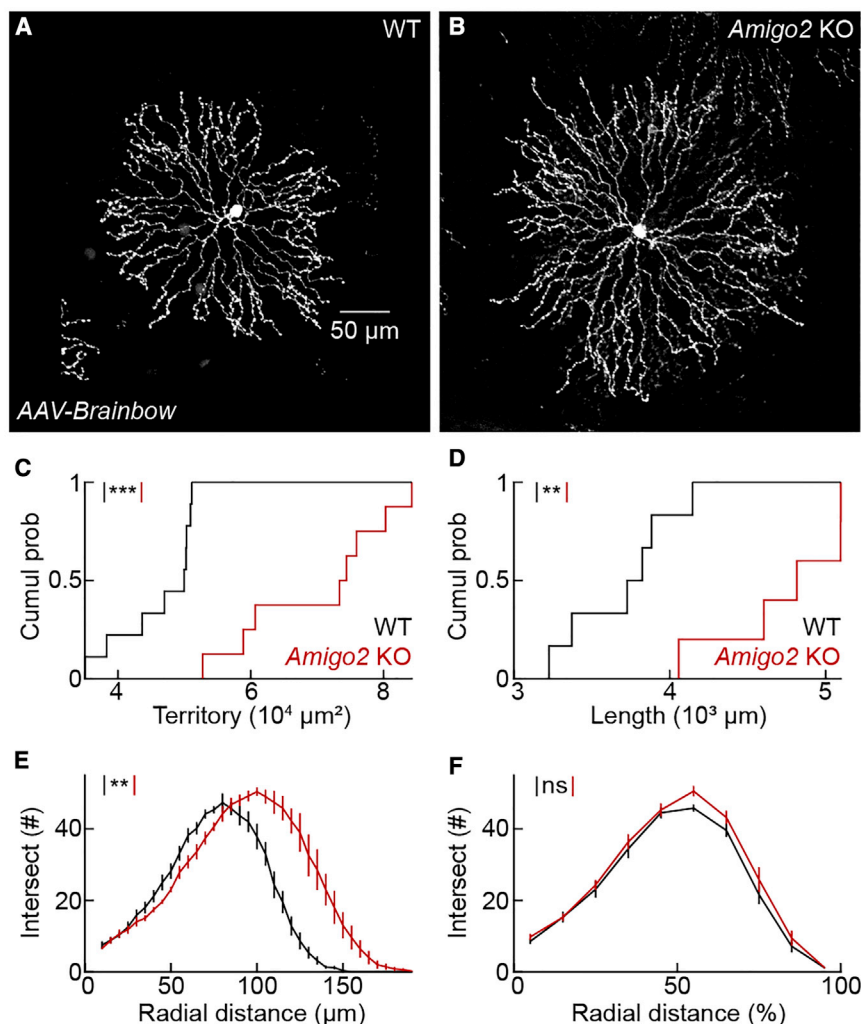 A
WT
50 µm
AAV-Brainbow
B
Amigo2 KO
C
|***|
Cumul prob
1
0.5
0
4
6
8
WT
Amigo2 KO
Territory (10⁴ µm²)
D
|**|
Cumul prob
1
0.5
0
3
4
5
WT
Amigo2 KO
Length (10³ µm)
E
|**|
Intersect (#)
40
20
0
0
50
100
150
Radial distance (µm)
F
|ns|
Intersect (#)
40
20
0
0
50
100
Radial distance (%)